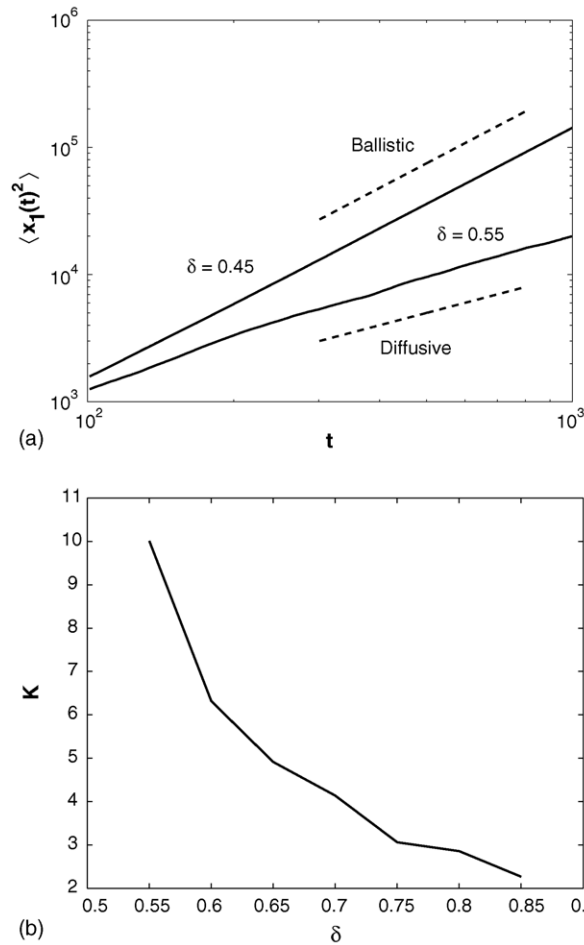 10^6
10^5
10^4
10^3
10^2
10^3
⟨x_1(t)^2⟩
Ballistic
δ = 0.45
δ = 0.55
Diffusive
t
(a)
11
10
9
8
7
6
5
4
3
2
K
0.5
0.55
0.6
0.65
0.7
0.75
0.8
0.85
0.
δ
(b)